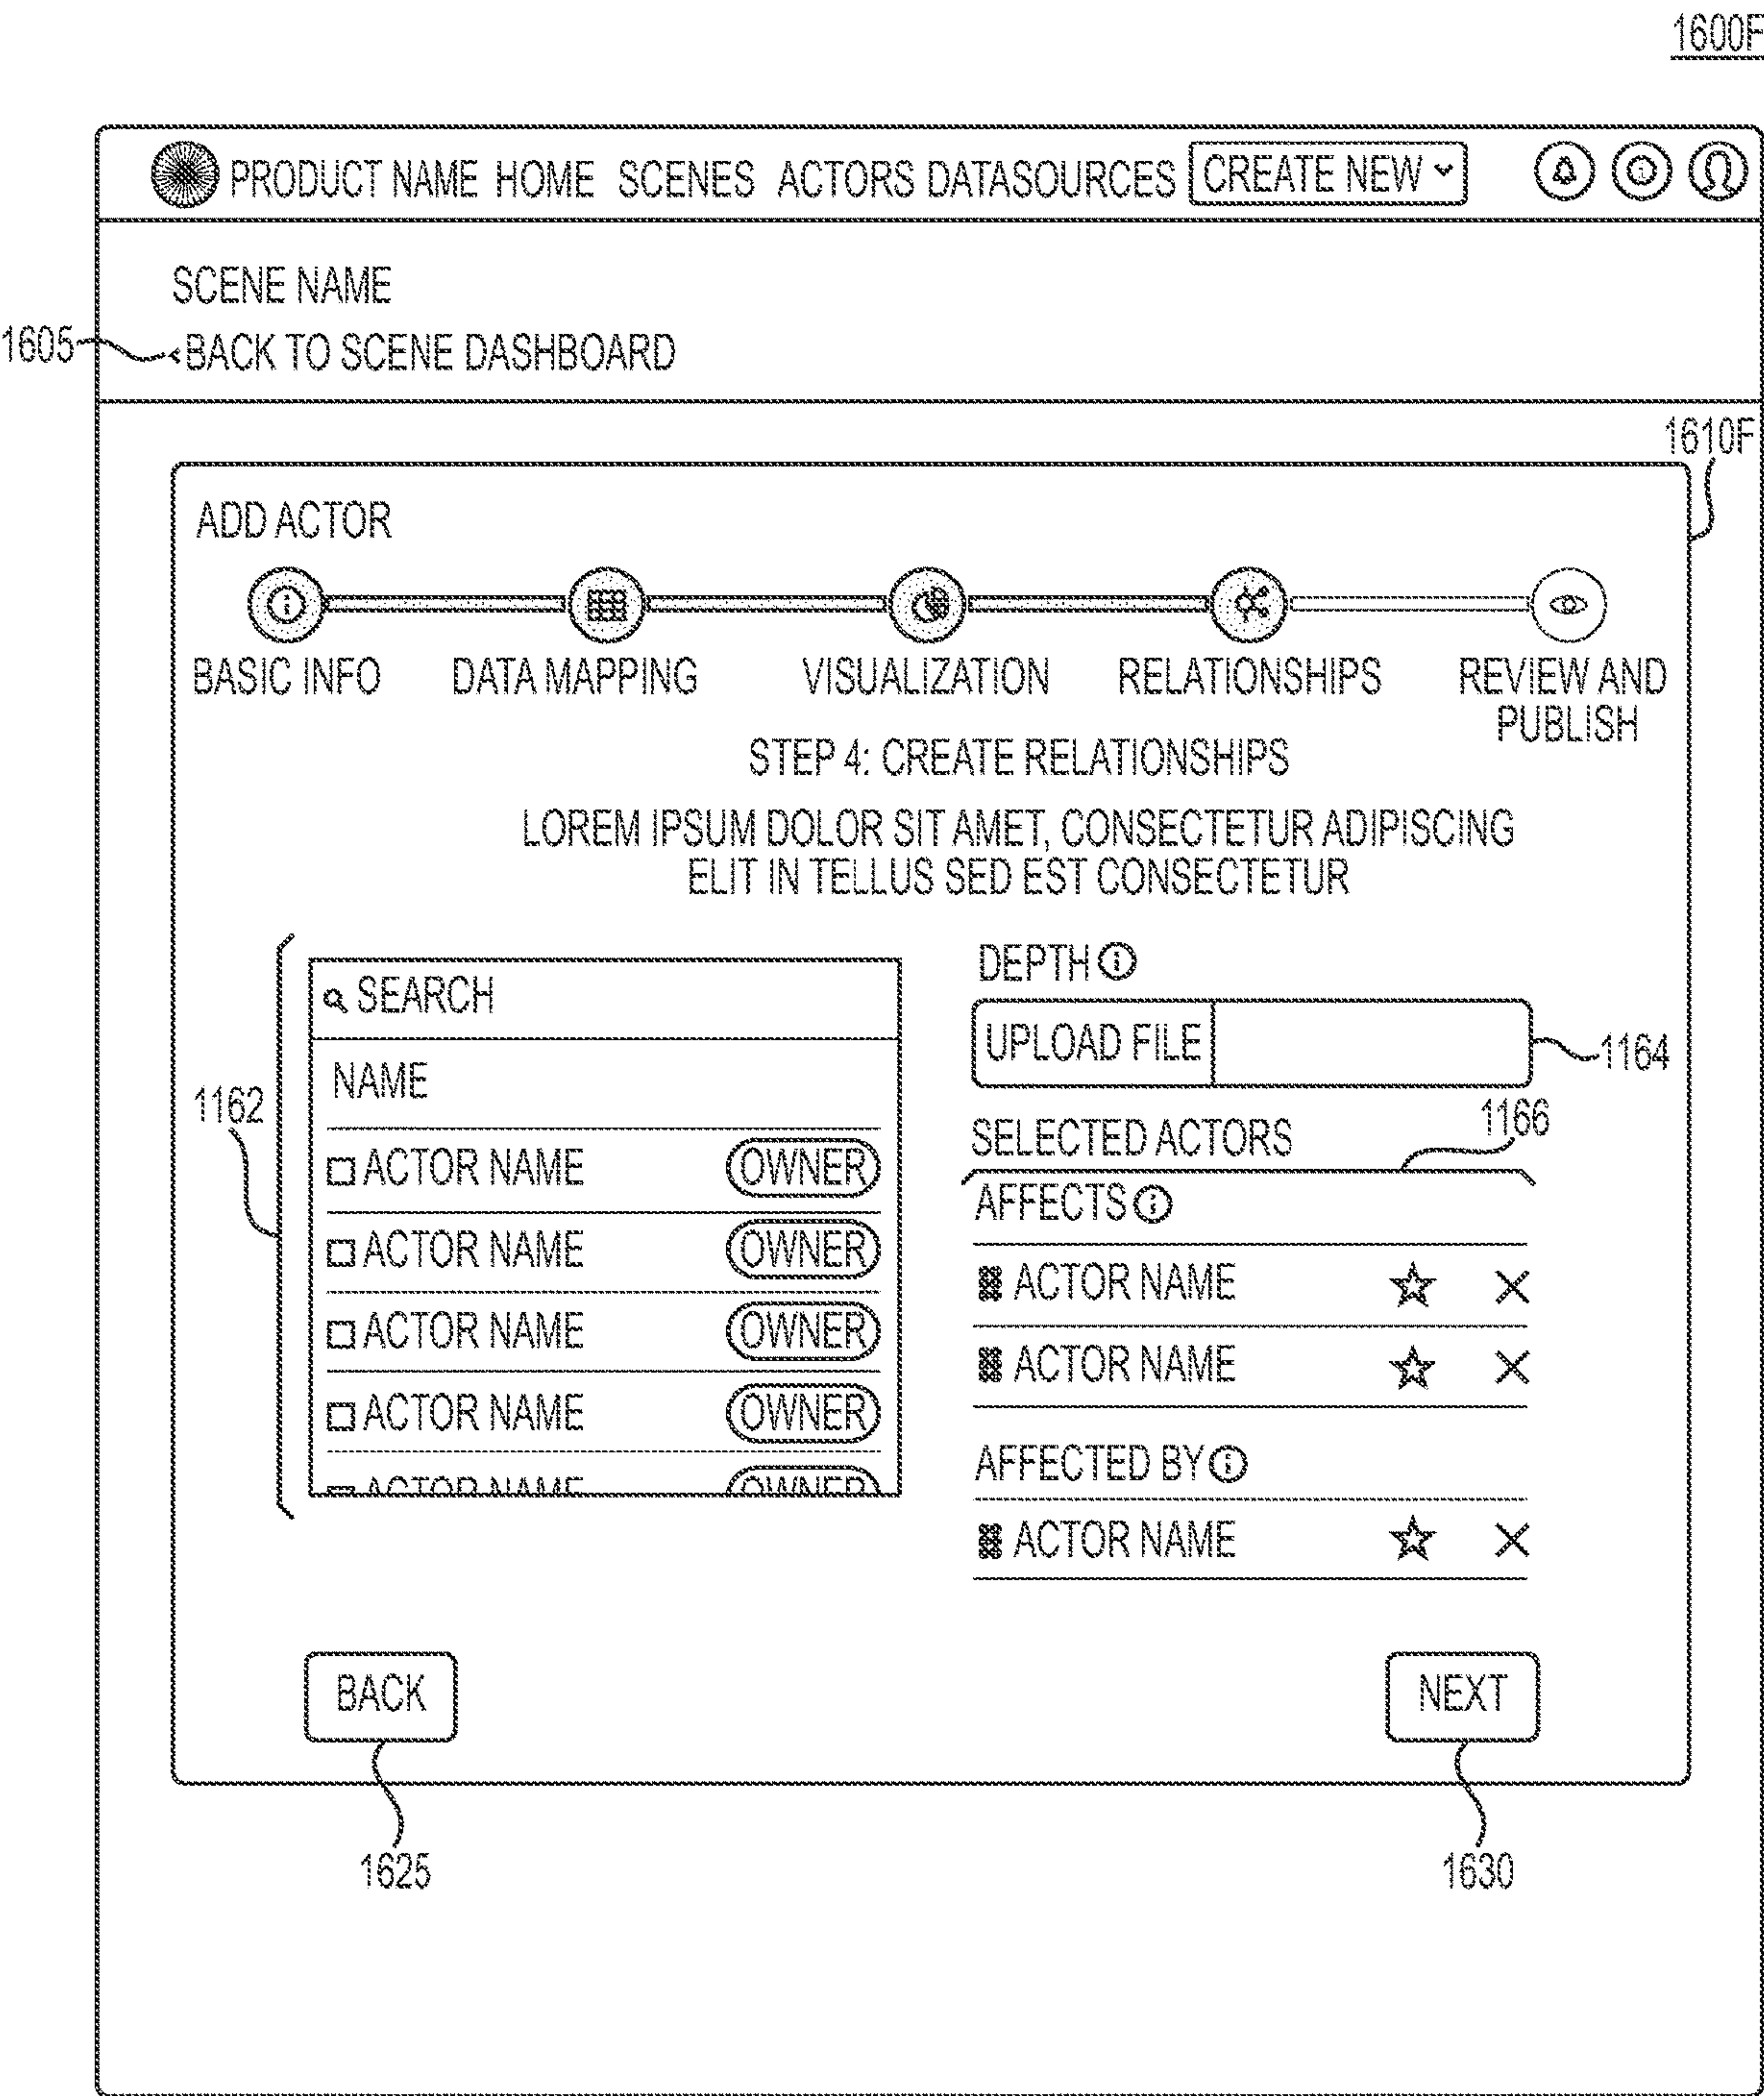 1600F
PRODUCT NAME HOME SCENES ACTORS DATASOURCES CREATE NEW
SCENE NAME
1605
<BACK TO SCENE DASHBOARD
1610F
ADD ACTOR
BASIC INFO DATA MAPPING VISUALIZATION RELATIONSHIPS REVIEW AND
PUBLISH
STEP 4: CREATE RELATIONSHIPS
LOREM IPSUM DOLOR SIT AMET, CONSECTETUR ADIPISCING
ELIT IN TELLUS SED EST CONSECTETUR
1162
SEARCH
NAME
ACTOR NAME OWNER
ACTOR NAME OWNER
ACTOR NAME OWNER
ACTOR NAME OWNER
ACTOR NAME OWNER
DEPTH
UPLOAD FILE
1164
SELECTED ACTORS
1166
AFFECTS
ACTOR NAME
ACTOR NAME
AFFECTED BY
ACTOR NAME
BACK
NEXT
1625
1630